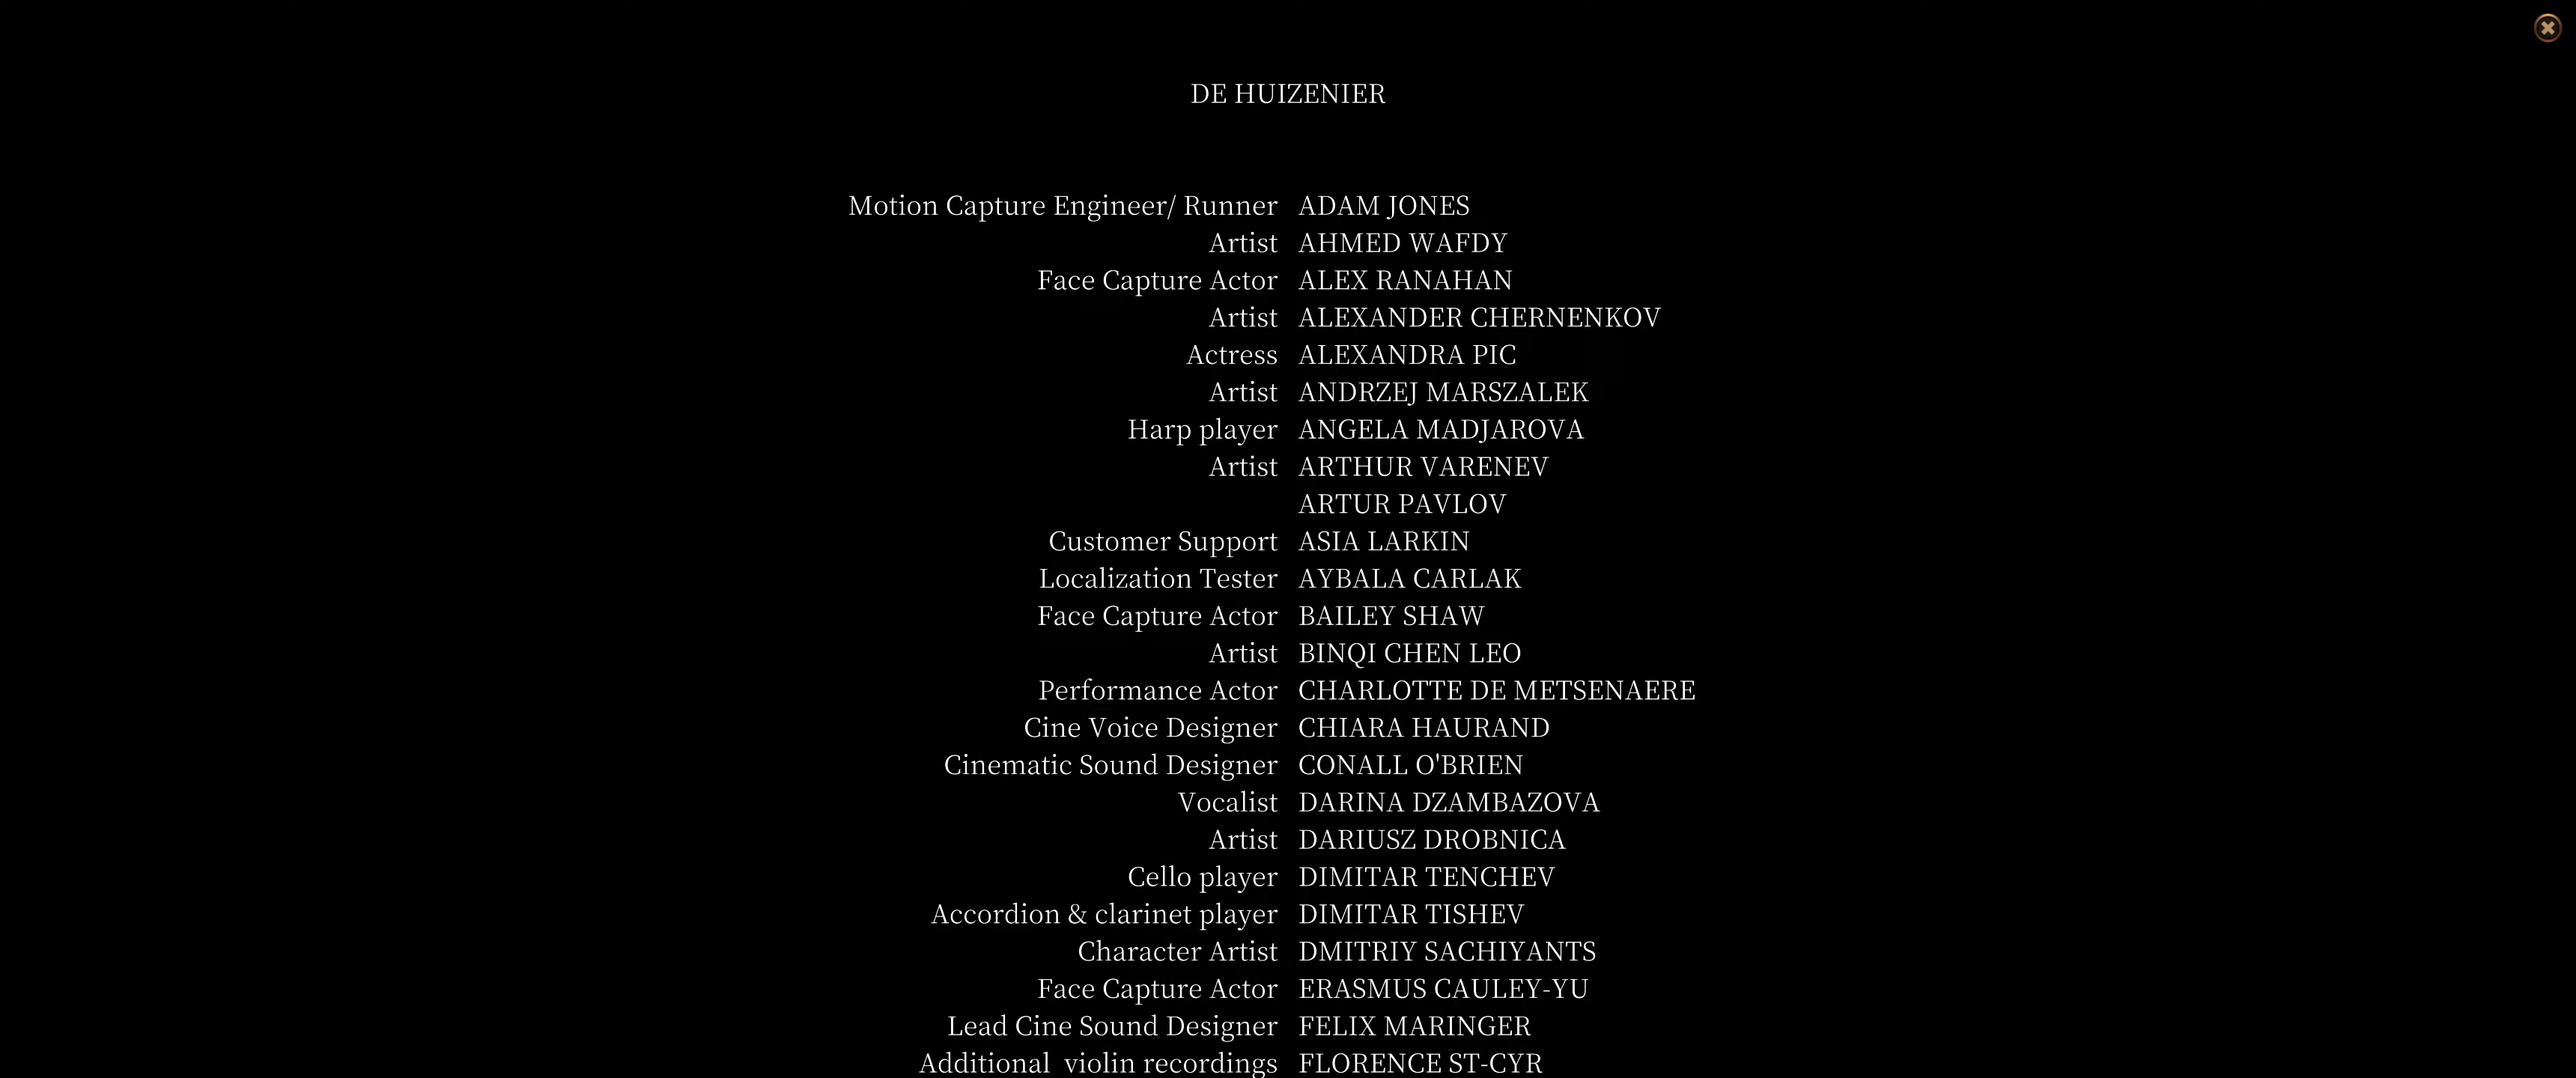 DE HUIZENIER
Motion Capture Engineer/ Runner ADAM JONES
Artist AHMED WAFDY
Face Capture Actor ALEX RANAHAN
Artist ALEXANDER CHERNENKOV
Actress ALEXANDRA PIC
Artist ANDRZEJ MARSZALEK
Harp player ANGELA MADJAROVA
Artist ARTHUR VARENEV
ARTUR PAVLOV
Customer Support ASIA LARKIN
Localization Tester AYBALA CARLAK
Face Capture Actor BAILEY SHAW
Artist BINQI CHEN LEO
Performance Actor CHARLOTTE DE METSENAERE
Cine Voice Designer CHIARA HAURAND
Cinematic Sound Designer CONALL O'BRIEN
Vocalist DARINA DZAMBAZOVA
Artist DARIUSZ DROBNICA
Cello player DIMITAR TENCHEV
Accordion & clarinet player DIMITAR TISHEV
Character Artist DMITRIY SACHIYANTS
Face Capture Actor ERASMUS CAULEY-YU
Lead Cine Sound Designer FELIX MARINGER
Additional  violin recordings FLORENCE ST-CYR